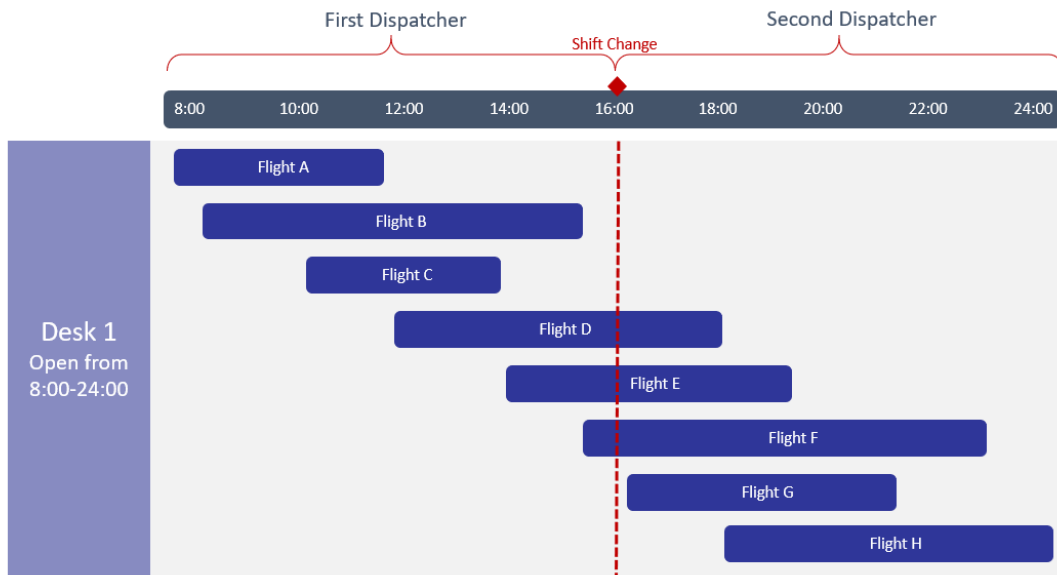 First Dispatcher
Second Dispatcher
Shift Change
8:00 10:00 12:00 14:00 16:00 18:00 20:00 22:00 24:00
Flight A
Flight B
Flight C
Flight D
Desk 1
Open from
8:00-24:00
Flight E
Flight F
Flight G
Flight H